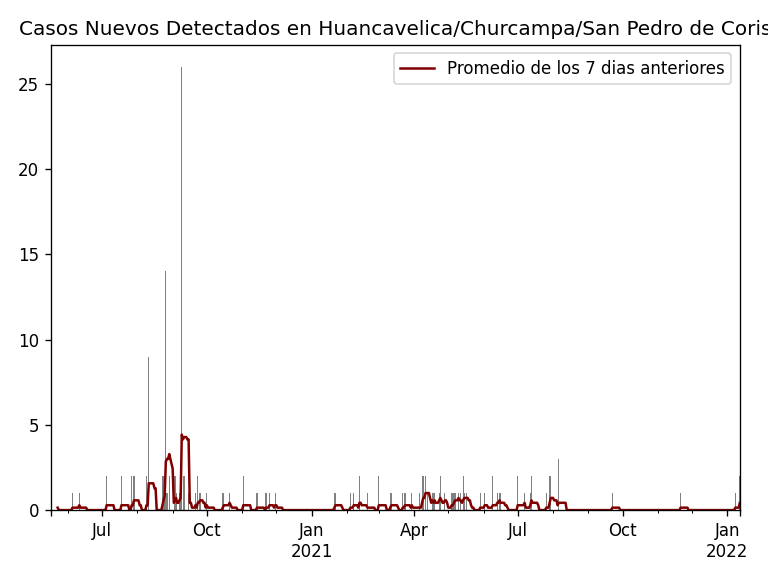 Casos Nuevos Detectados en Huancavelica/Churcampa/San Pedro de Coris
Promedio de los 7 dias anteriores
25
20
15
10
5
0
Jul Oct Jan Apr Jul Oct Jan
2021 2022